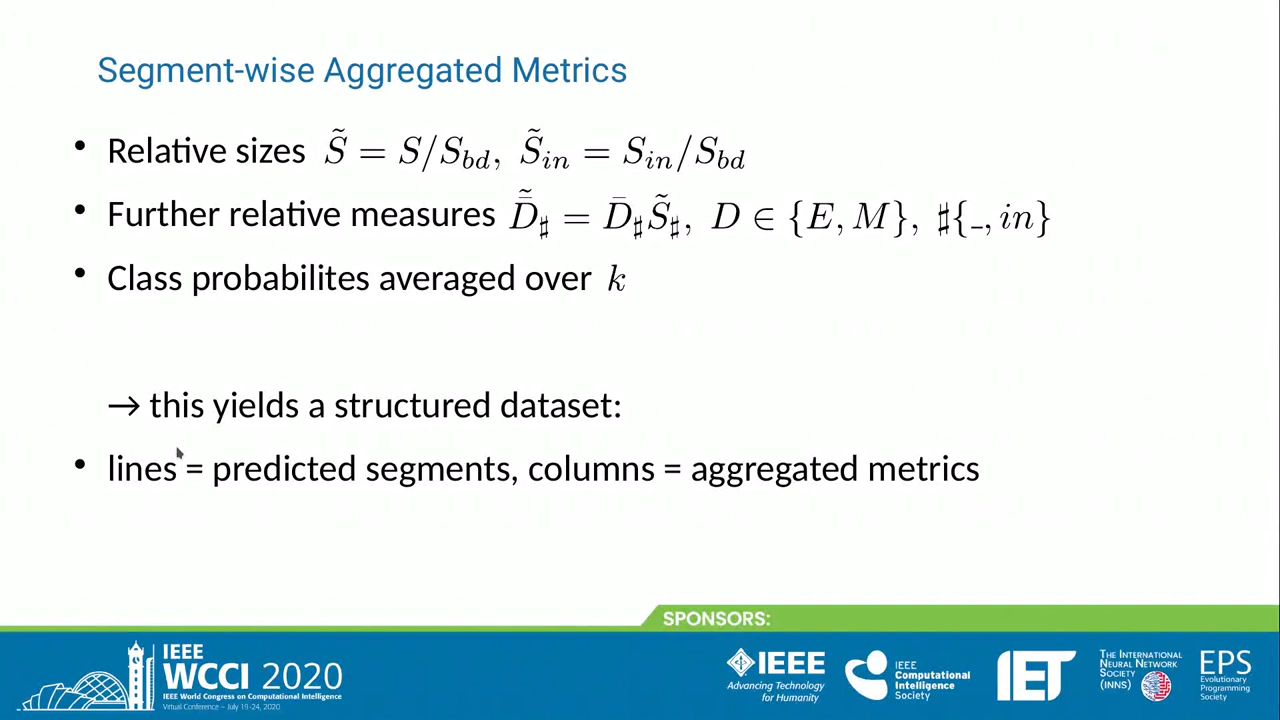 Segment-wise Aggregated Metrics
• Relative sizes S̃ = S/S_bd, S̃_in = S_in/S_bd
• Further relative measures D̄̃_♯ = D̄_♯S̃_♯, D ∈ {E, M}, ♯{_, in}
• Class probabilites averaged over k
→ this yields a structured dataset:
• lines = predicted segments, columns = aggregated metrics
SPONSORS:
IEEE
WCCI 2020
IEEE World Congress on Computational Intelligence
Virtual Conference – July 19-24, 2020
IEEE
Advancing Technology
for Humanity
IEEE
Computational
Intelligence
Society
IET
The International
Neural Network
Society
(INNS)
EPS
Evolutionary
Programming
Society